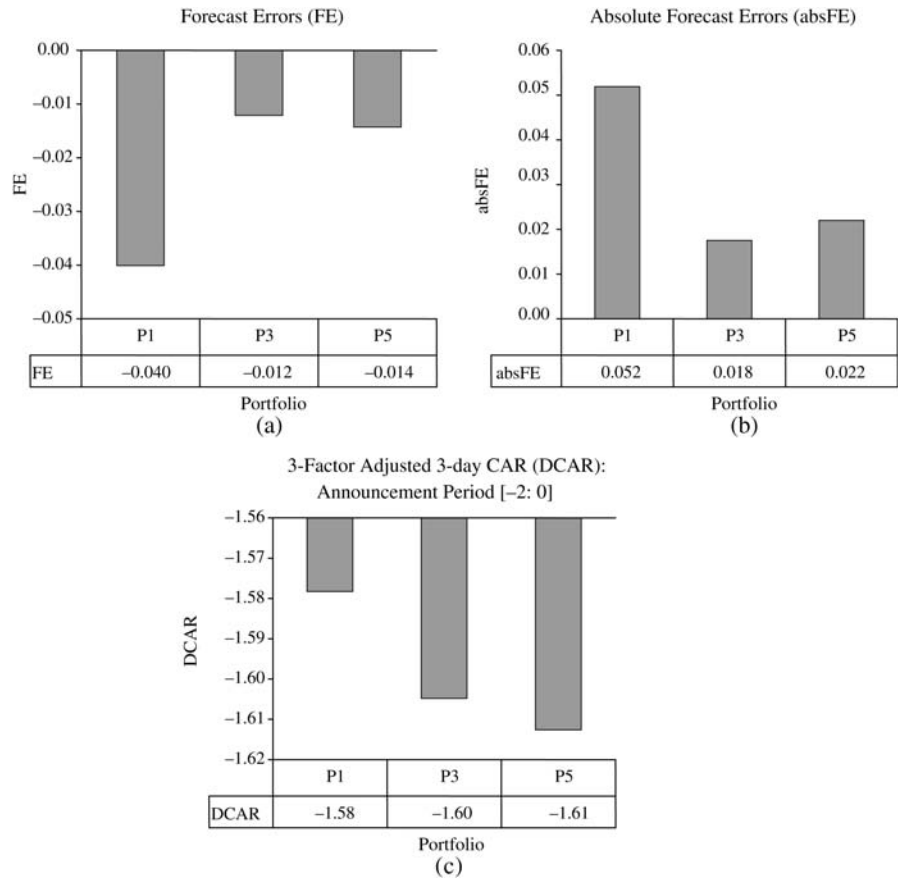 Forecast Errors (FE)
0.00
–0.01
–0.02
–0.03
–0.04
–0.05
FE
P1 P3 P5
FE –0.040 –0.012 –0.014
Portfolio
(a)
Absolute Forecast Errors (absFE)
0.06
0.05
0.04
0.03
0.02
0.01
0.00
absFE
P1 P3 P5
absFE 0.052 0.018 0.022
Portfolio
(b)
3-Factor Adjusted 3-day CAR (DCAR):
Announcement Period [–2: 0]
–1.56
–1.57
–1.58
–1.59
–1.60
–1.61
–1.62
DCAR
P1 P3 P5
DCAR –1.58 –1.60 –1.61
Portfolio
(c)